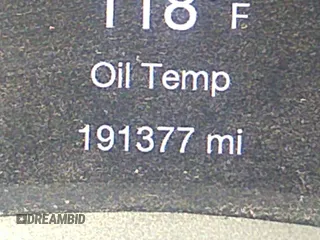 118 F
Oil Temp
191377 mi
DREAMBID